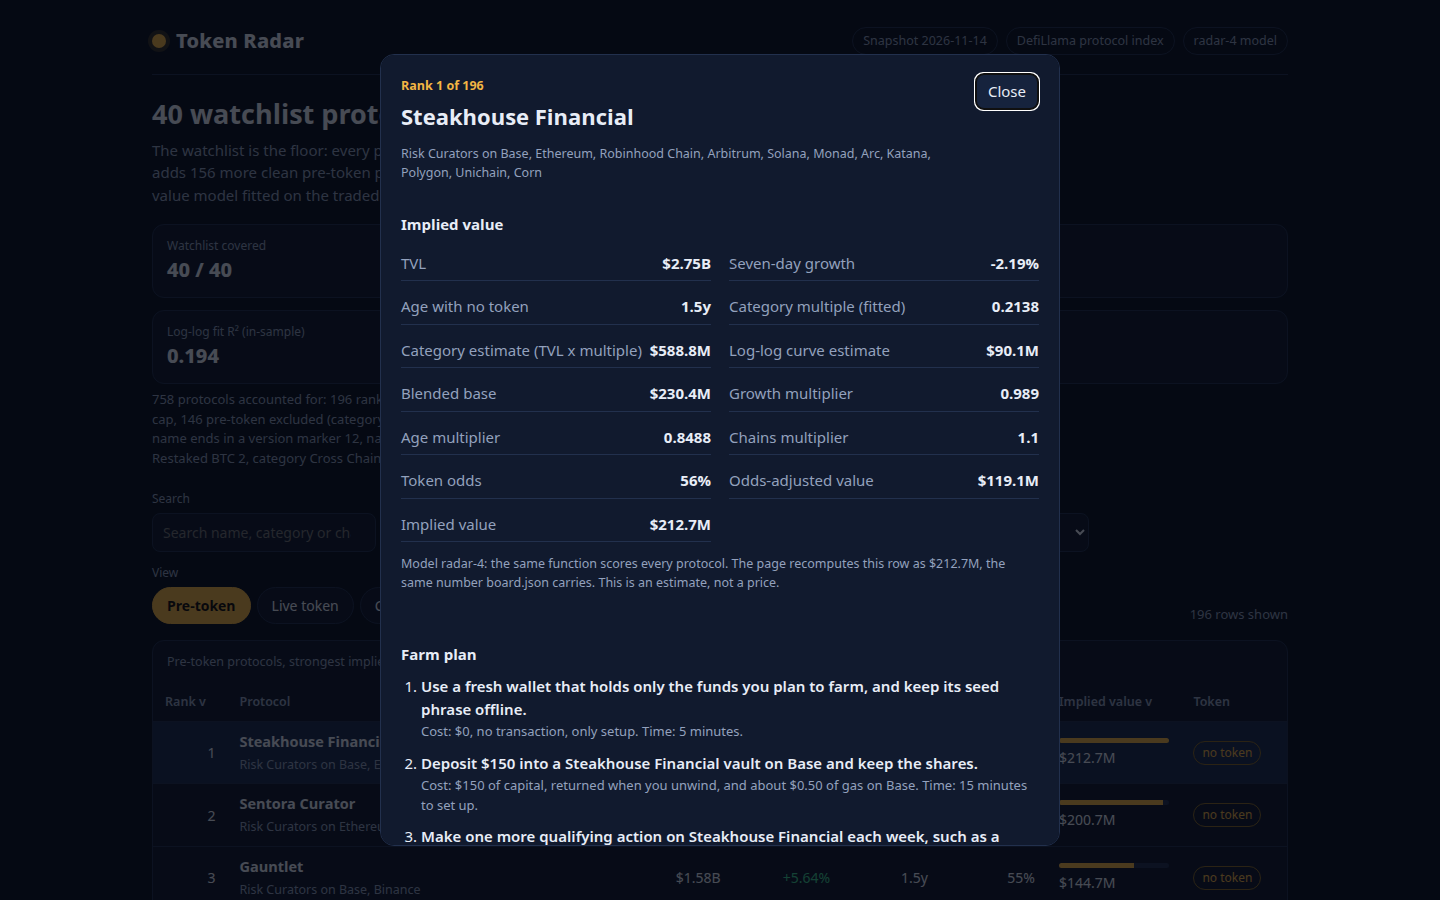 Token Radar
Snapshot 2026-11-14
DefiLlama protocol index
radar-4 model
40 watchlist prot
The watchlist is the floor: every p
adds 156 more clean pre-token p
value model fitted on the traded
Watchlist covered
40 / 40
Log-log fit R² (in-sample)
0.194
758 protocols accounted for: 196 rank
cap, 146 pre-token excluded (category
name ends in a version marker 12, na
Restaked BTC 2, category Cross Chain
Search
Search name, category or ch
View
Pre-token
Live token
196 rows shown
Pre-token protocols, strongest implie
Rank v
Protocol
Implied value v
Token
1
Steakhouse Financi
Risk Curators on Base, E
$212.7M
no token
2
Sentora Curator
Risk Curators on Ethereu
$200.7M
no token
3
Gauntlet
Risk Curators on Base, Binance
$1.58B
+5.64%
1.5y
55%
$144.7M
no token
Rank 1 of 196
Close
Steakhouse Financial
Risk Curators on Base, Ethereum, Robinhood Chain, Arbitrum, Solana, Monad, Arc, Katana,
Polygon, Unichain, Corn
Implied value
TVL $2.75B
Seven-day growth -2.19%
Age with no token 1.5y
Category multiple (fitted) 0.2138
Category estimate (TVL x multiple) $588.8M
Log-log curve estimate $90.1M
Blended base $230.4M
Growth multiplier 0.989
Age multiplier 0.8488
Chains multiplier 1.1
Token odds 56%
Odds-adjusted value $119.1M
Implied value $212.7M
Model radar-4: the same function scores every protocol. The page recomputes this row as $212.7M, the
same number board.json carries. This is an estimate, not a price.
Farm plan
1. Use a fresh wallet that holds only the funds you plan to farm, and keep its seed
phrase offline.
Cost: $0, no transaction, only setup. Time: 5 minutes.
2. Deposit $150 into a Steakhouse Financial vault on Base and keep the shares.
Cost: $150 of capital, returned when you unwind, and about $0.50 of gas on Base. Time: 15 minutes
to set up.
3. Make one more qualifying action on Steakhouse Financial each week, such as a